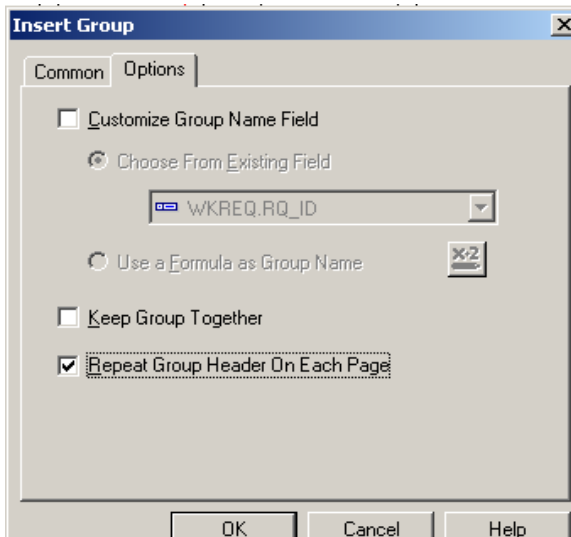 Insert Group
Common Options
Customize Group Name Field
Choose From Existing Field
WKREQ.RQ_ID
Use a Formula as Group Name
X+2
Keep Group Together
Repeat Group Header On Each Page
OK Cancel Help